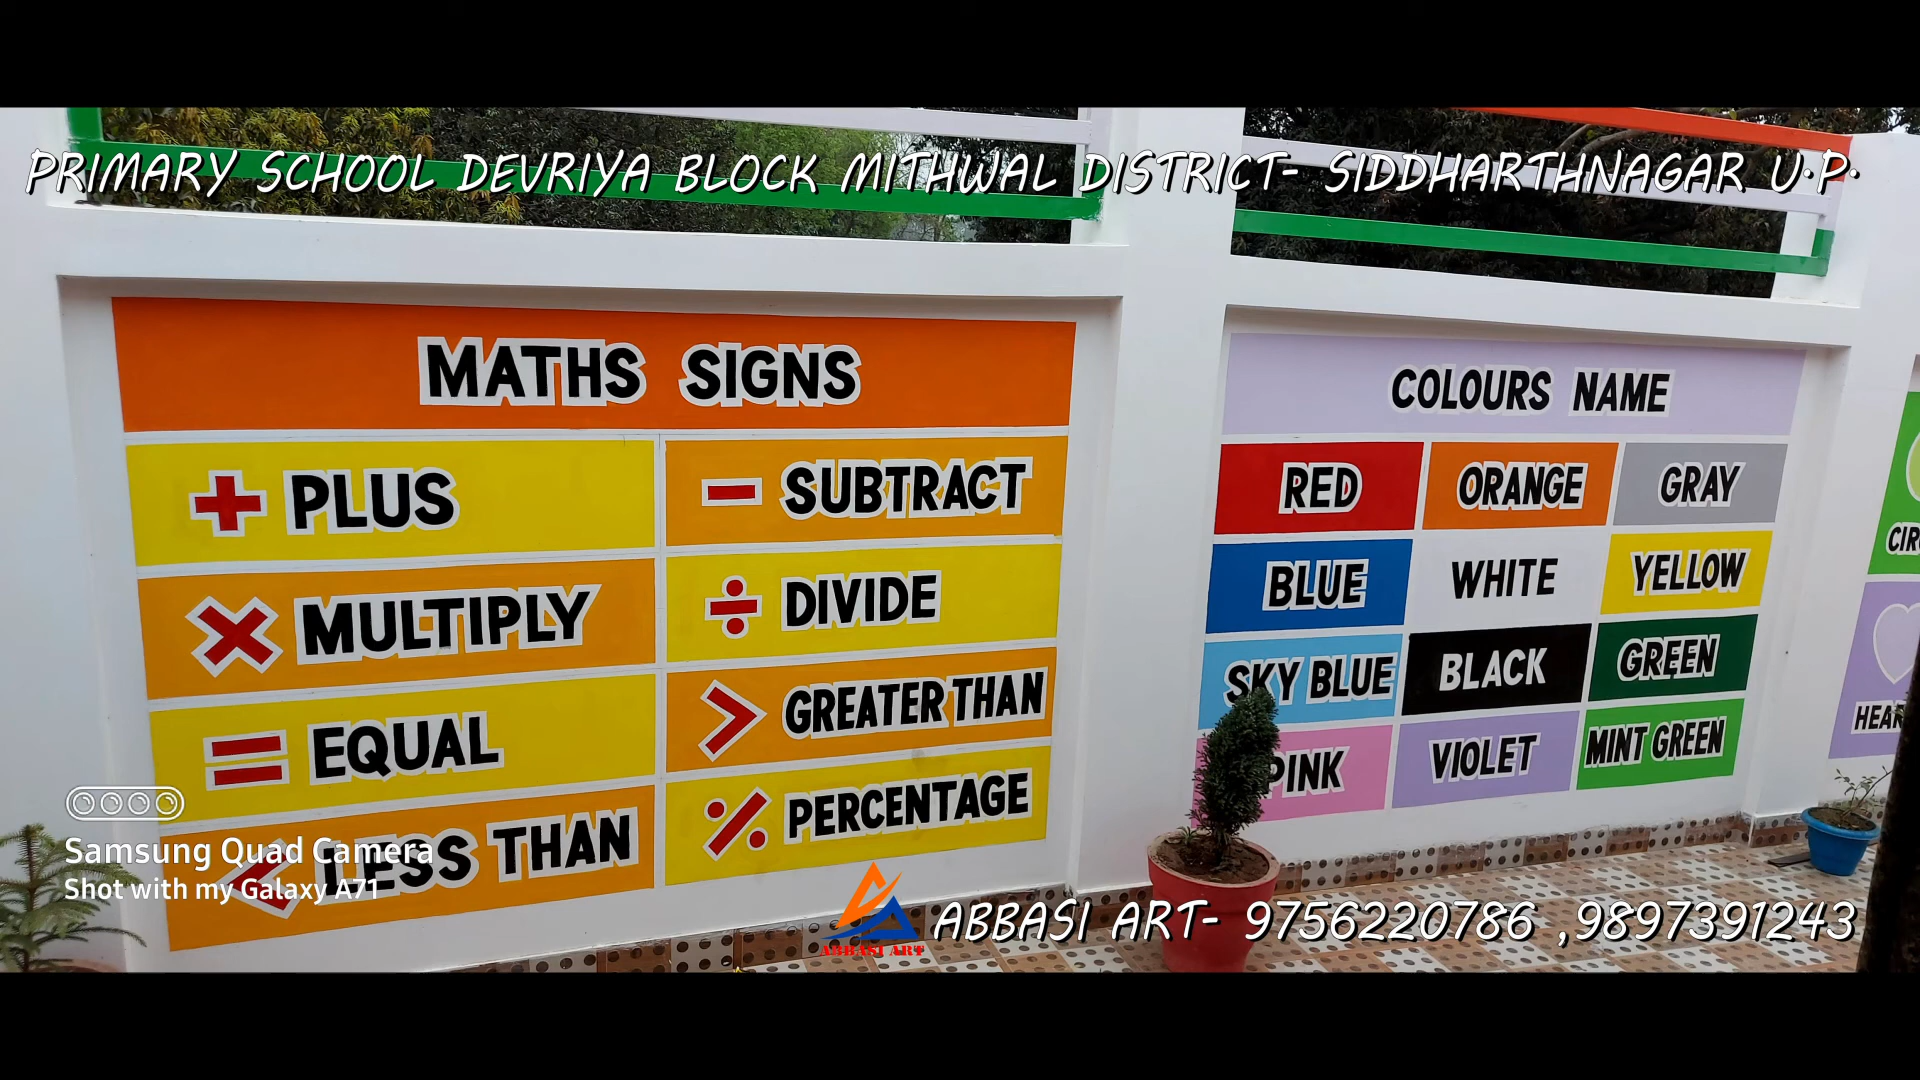 PRIMARY SCHOOL DEVRIYA BLOCK MITHWAL DISTRICT- SIDDHARTHNAGAR U.P.
MATHS SIGNS
+ PLUS
− SUBTRACT
× MULTIPLY
÷ DIVIDE
= EQUAL
> GREATER THAN
< LESS THAN
% PERCENTAGE
COLOURS NAME
RED
ORANGE
GRAY
BLUE
WHITE
YELLOW
SKY BLUE
BLACK
GREEN
PINK
VIOLET
MINT GREEN
Samsung Quad Camera
Shot with my Galaxy A71
ABBASI ART
ABBASI ART- 9756220786 ,9897391243